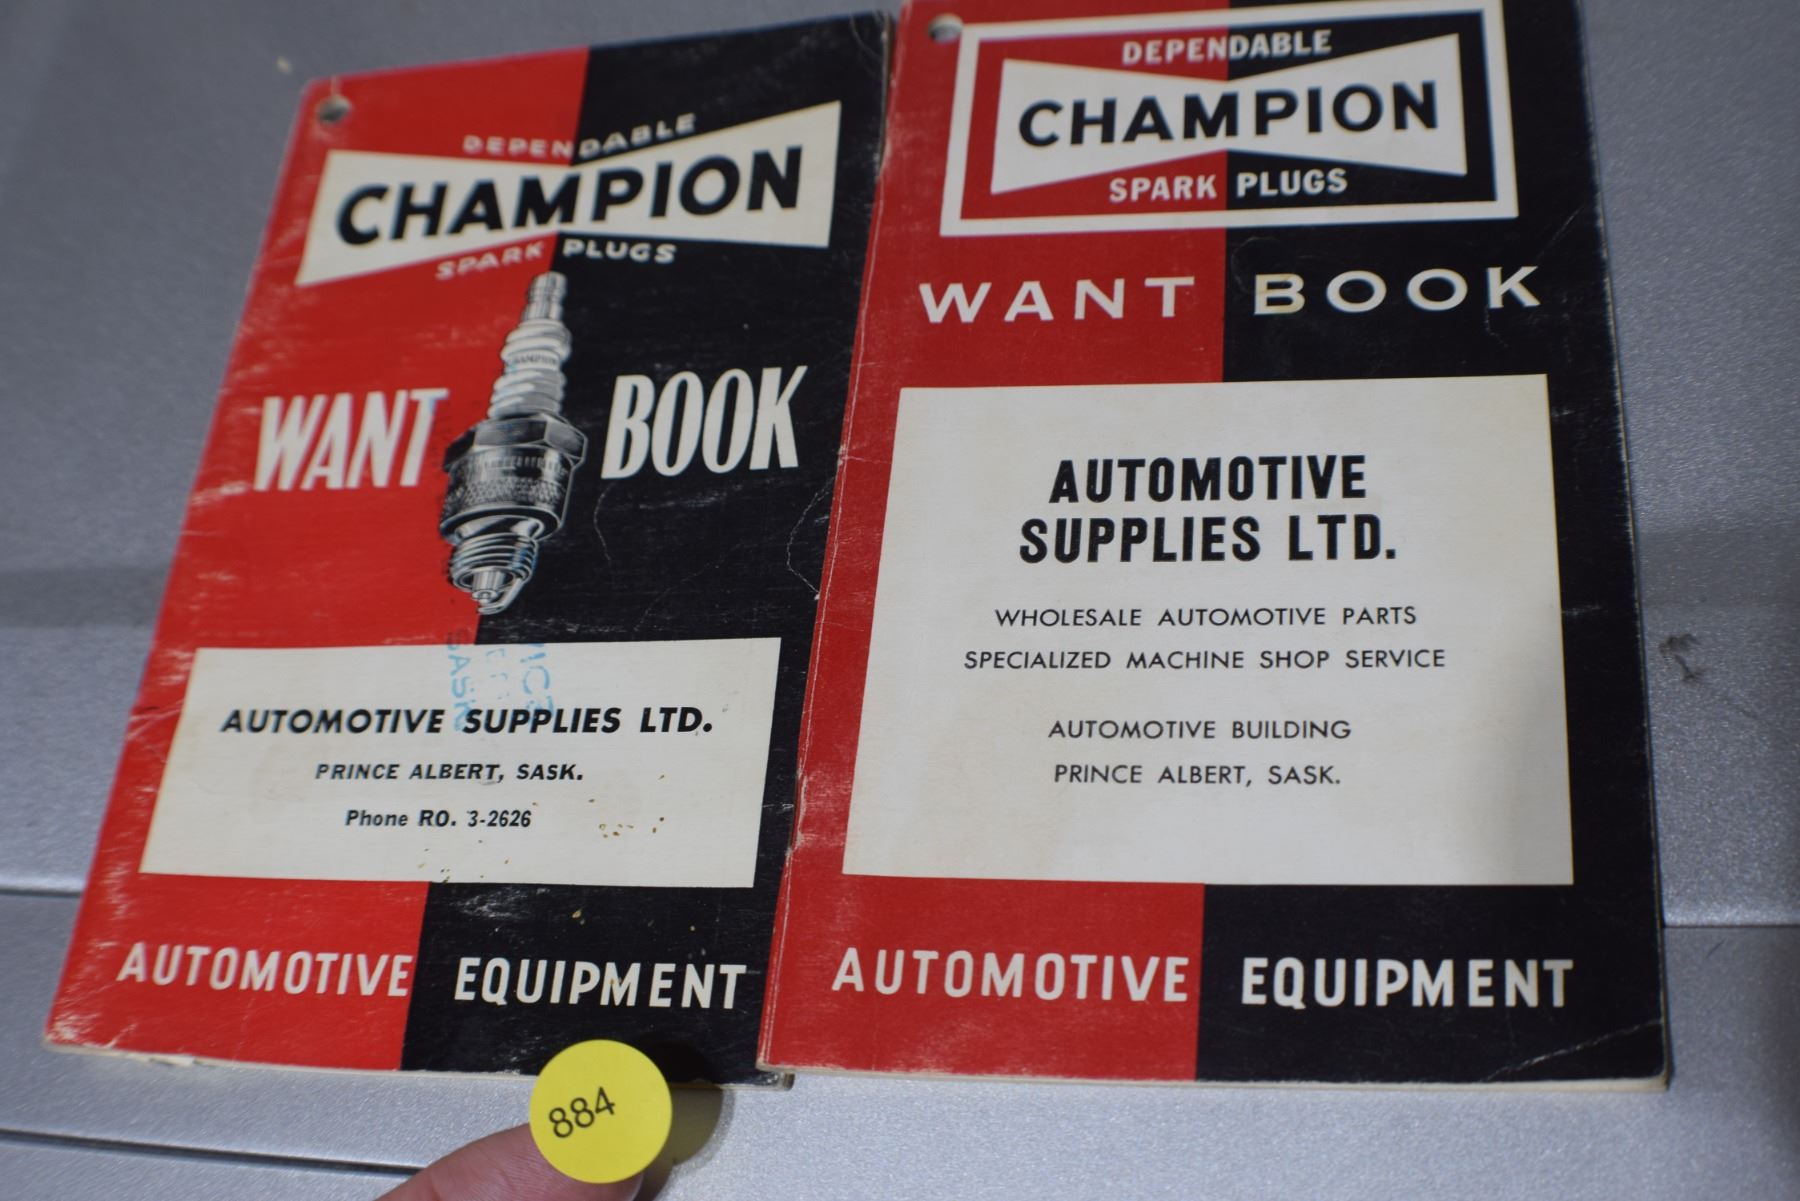 DEPENDABLE
CHAMPION
SPARK PLUGS
CHAMPION
WANT BOOK
SASK
AUTOMOTIVE SUPPLIES LTD.
PRINCE ALBERT, SASK.
Phone RO. 3-2626
AUTOMOTIVE EQUIPMENT
884
DEPENDABLE
CHAMPION
SPARK PLUGS
WANT BOOK
AUTOMOTIVE
SUPPLIES LTD.
WHOLESALE AUTOMOTIVE PARTS
SPECIALIZED MACHINE SHOP SERVICE
AUTOMOTIVE BUILDING
PRINCE ALBERT, SASK.
AUTOMOTIVE EQUIPMENT